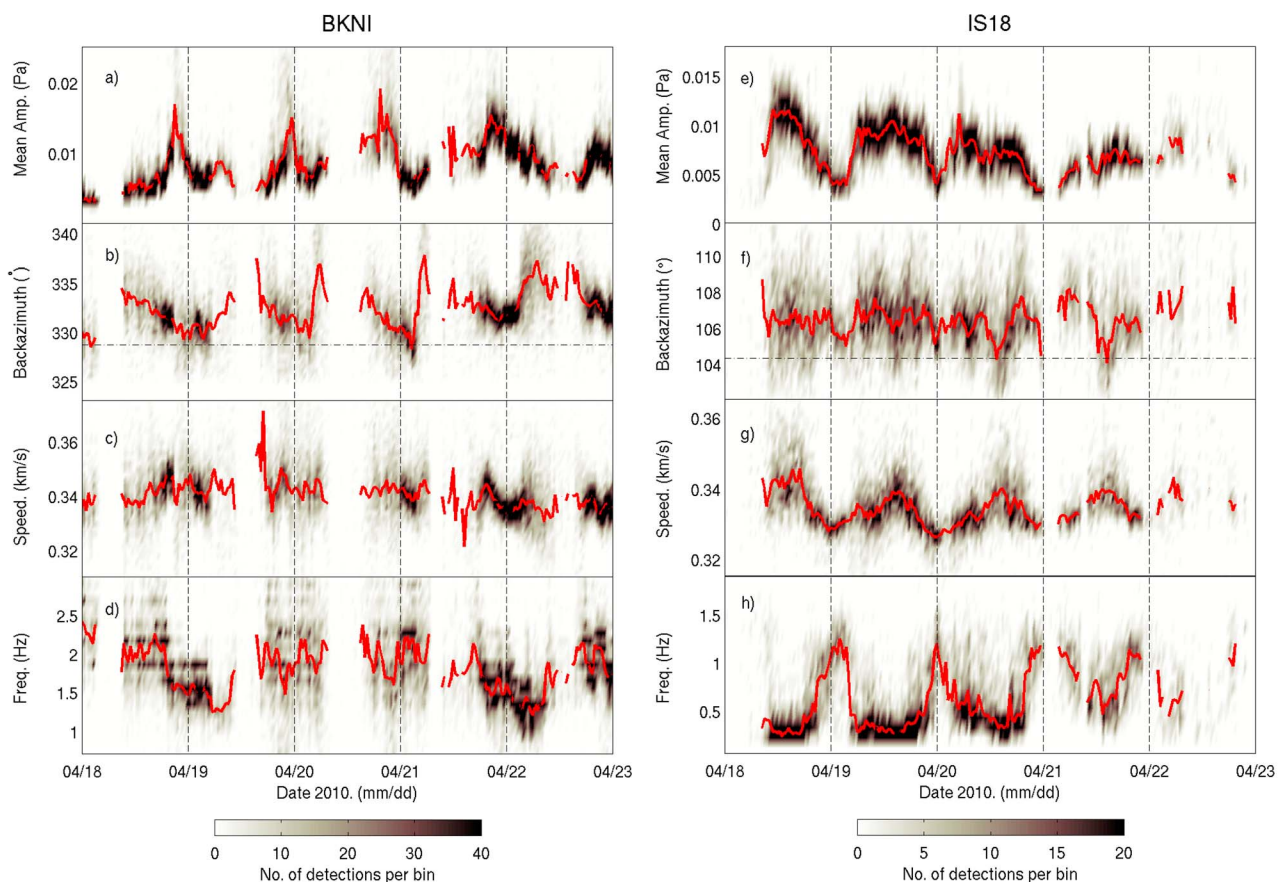 BKNI
IS18
a)
Mean Amp. (Pa)
0.02
0.01
b)
Backazimuth (°)
340
335
330
325
c)
Speed. (km/s)
0.36
0.34
0.32
d)
Freq. (Hz)
2.5
2
1.5
1
04/18 04/19 04/20 04/21 04/22 04/23
Date 2010. (mm/dd)
0 10 20 30 40
No. of detections per bin
e)
Mean Amp. (Pa)
0.015
0.01
0.005
0
f)
Backazimuth (°)
110
108
106
104
g)
Speed. (km/s)
0.36
0.34
0.32
h)
Freq. (Hz)
1.5
1
0.5
04/18 04/19 04/20 04/21 04/22 04/23
Date 2010. (mm/dd)
0 5 10 15 20
No. of detections per bin